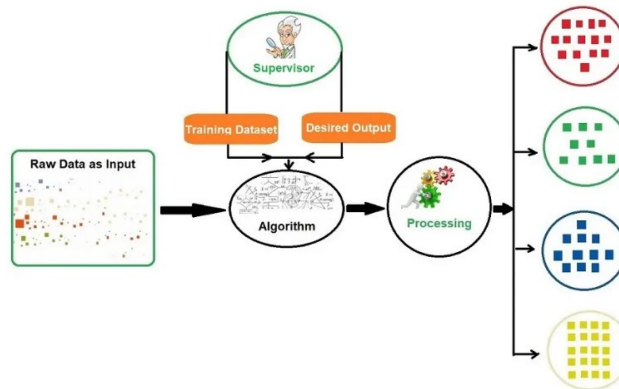 Supervisor
Training Dataset
Desired Output
Raw Data as Input
Algorithm
Processing